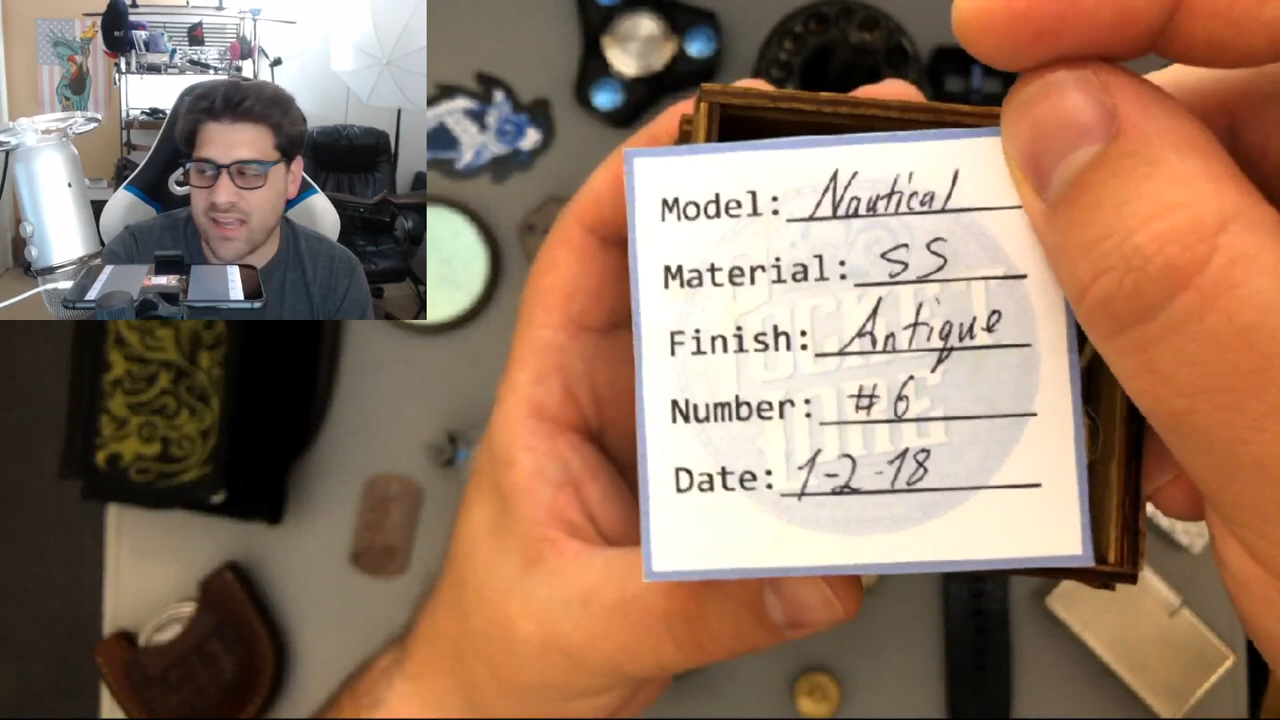 Model: Nautical
Material: SS
Finish: Antique
Number: #6
Date: 1-2-18